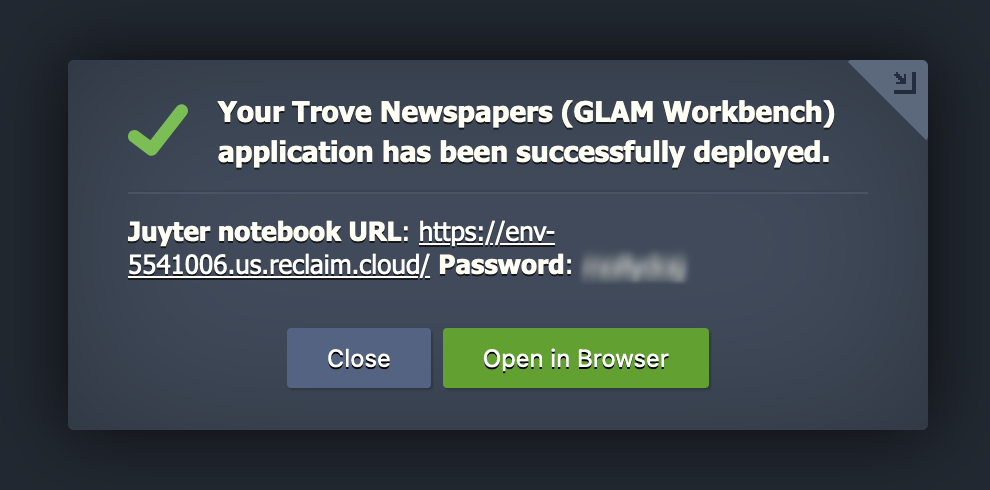 Your Trove Newspapers (GLAM Workbench)
application has been successfully deployed.
Juyter notebook URL: https://env-
5541006.us.reclaim.cloud/ Password:
Close
Open in Browser